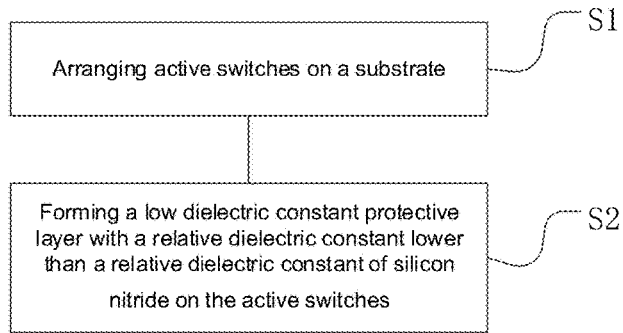 S1
Arranging active switches on a substrate
Forming a low dielectric constant protective
layer with a relative dielectric constant lower
than a relative dielectric constant of silicon
nitride on the active switches
S2